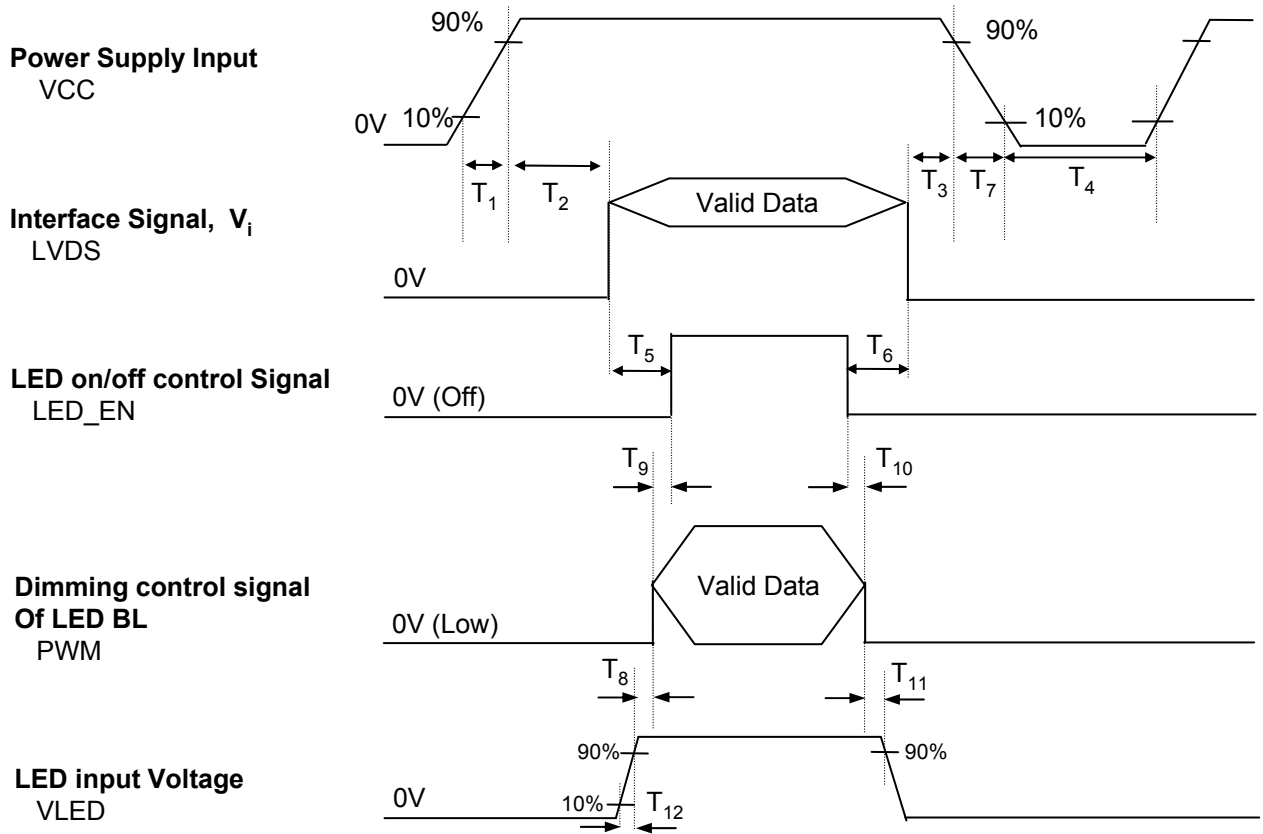 90%
90%
Power Supply Input
VCC
0V
10%
10%
T1
T2
T3
T7
T4
Interface Signal, Vi
LVDS
Valid Data
0V
T5
T6
LED on/off control Signal
LED_EN
0V (Off)
T9
T10
Dimming control signal
Of LED BL
PWM
Valid Data
0V (Low)
T8
T11
90%
90%
LED input Voltage
VLED
0V
10%
T12